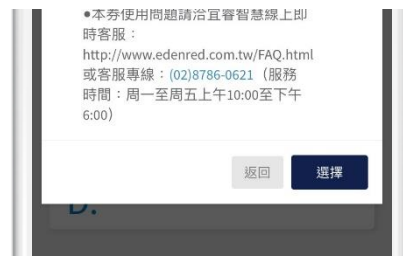 ●本券使用問題請洽宜睿智慧線上即
時客服：
http://www.edenred.com.tw/FAQ.html
或客服專線：(02)8786-0621（服務
時間：周一至周五上午10:00至下午
6:00）
返回 選擇
D.